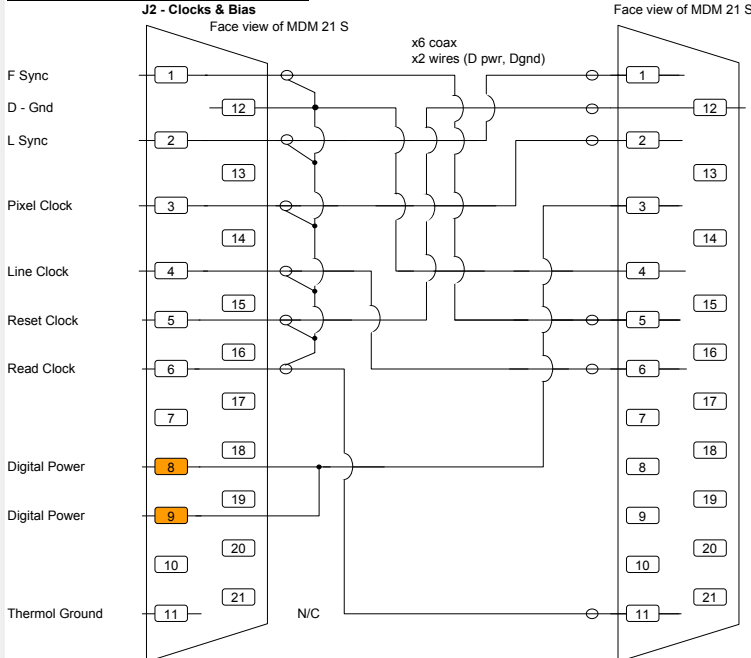 J2 - Clocks & Bias
Face view of MDM 21 S
Face view of MDM 21 S
x6 coax
x2 wires (D pwr, Dgnd)
F Sync 1 1
D - Gnd 12 12
L Sync 2 2
13 13
Pixel Clock 3 3
14 14
Line Clock 4 4
15 15
Reset Clock 5 5
16 16
Read Clock 6 6
17 17
7 7
18 18
Digital Power 8 8
19 19
Digital Power 9 9
20 20
10 10
21 21
Thermol Ground 11 N/C 11